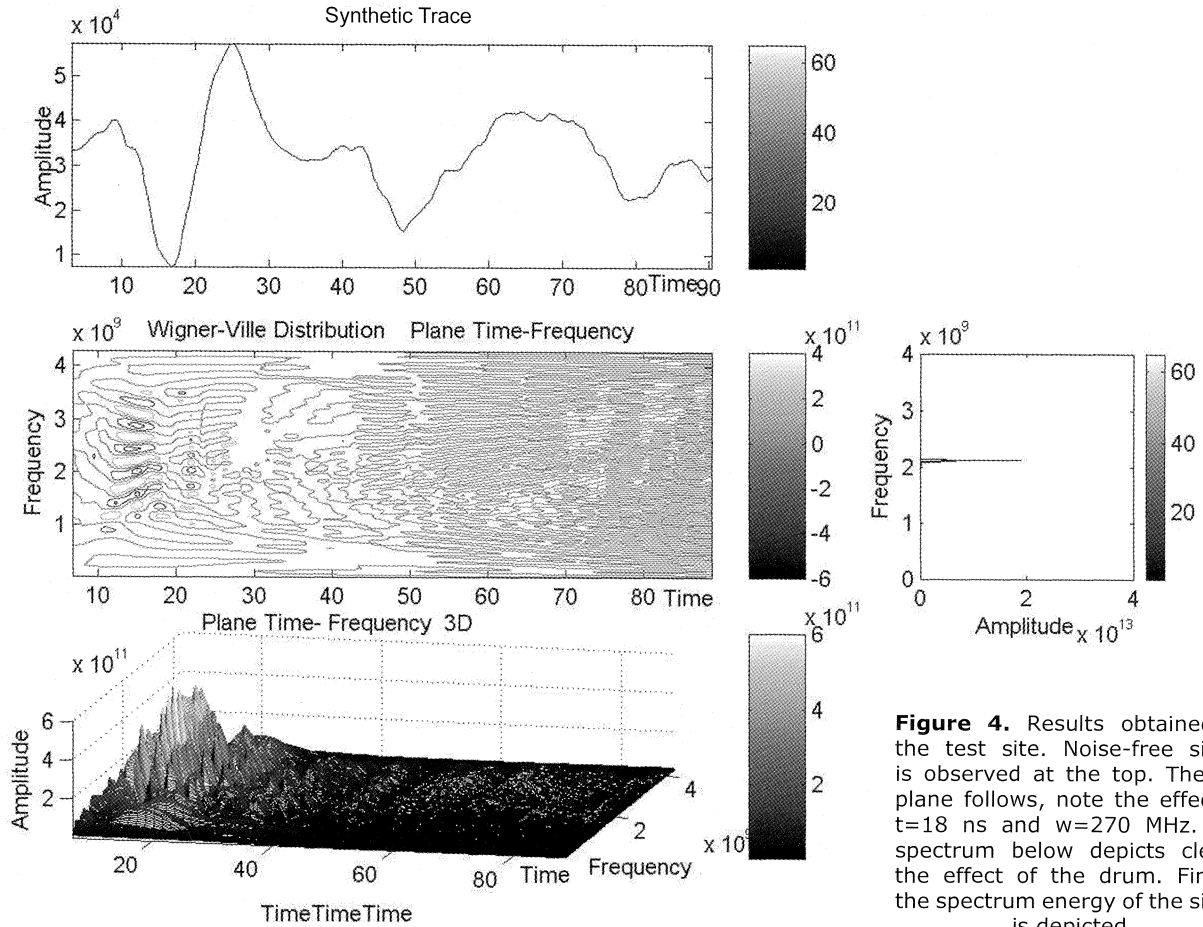 Synthetic Trace
x 10^4
Amplitude
5
4
3
2
1
10 20 30 40 50 60 70 80 Time 90
60
40
20
x 10^9 Wigner-Ville Distribution Plane Time-Frequency
Frequency
4
3
2
1
10 20 30 40 50 60 70 80 Time
x 10^11
4
2
0
-2
-4
-6
x 10^9
Frequency
4
3
2
1
0
0 2 4
Amplitude x 10^13
60
40
20
Plane Time- Frequency 3D
x 10^11
Amplitude
6
4
2
20 40 60 80 Time
2 4
Frequency
x 10^9
TimeTimeTime
x 10^11
6
4
2
Figure 4. Results obtained
the test site. Noise-free si
is observed at the top. The
plane follows, note the effe
t=18 ns and w=270 MHz.
spectrum below depicts cle
the effect of the drum. Fin
the spectrum energy of the si
is depicted